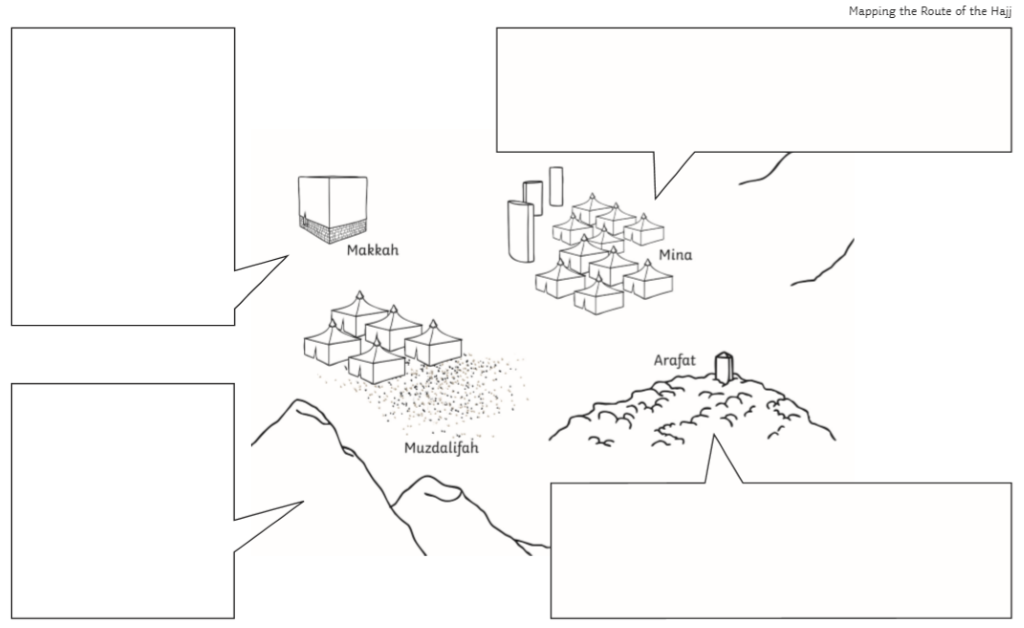 Mapping the Route of the Hajj
Makkah
Mina
Arafat
Muzdalifah